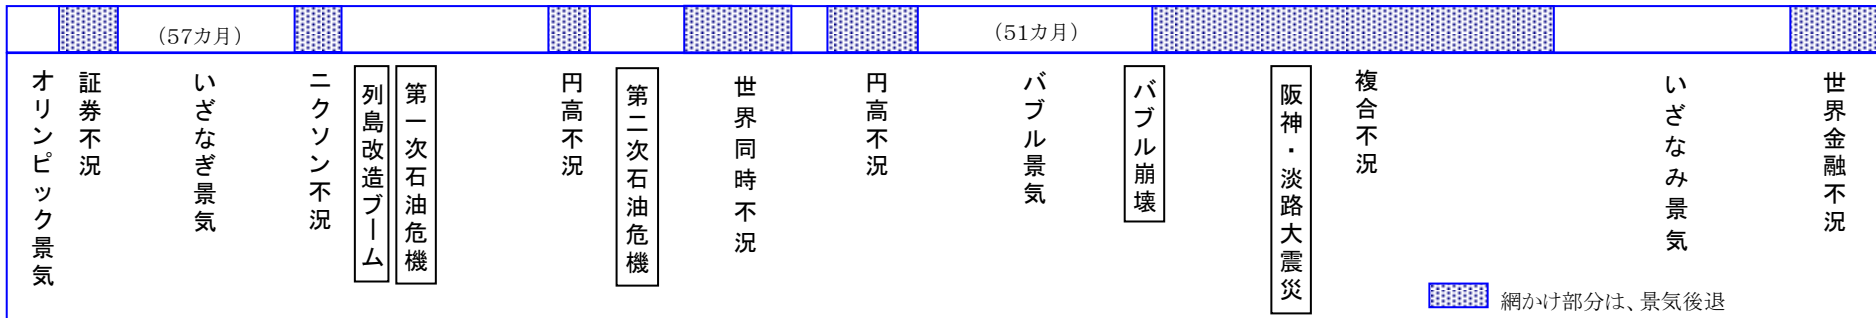 (57カ月)
(51カ月)
オリンピック景気
証券不況
いざなぎ景気
ニクソン不況
列島改造ブーム
第一次石油危機
円高不況
第二次石油危機
世界同時不況
円高不況
バブル景気
バブル崩壊
阪神・淡路大震災
複合不況
いざなみ景気
世界金融不況
網かけ部分は、景気後退